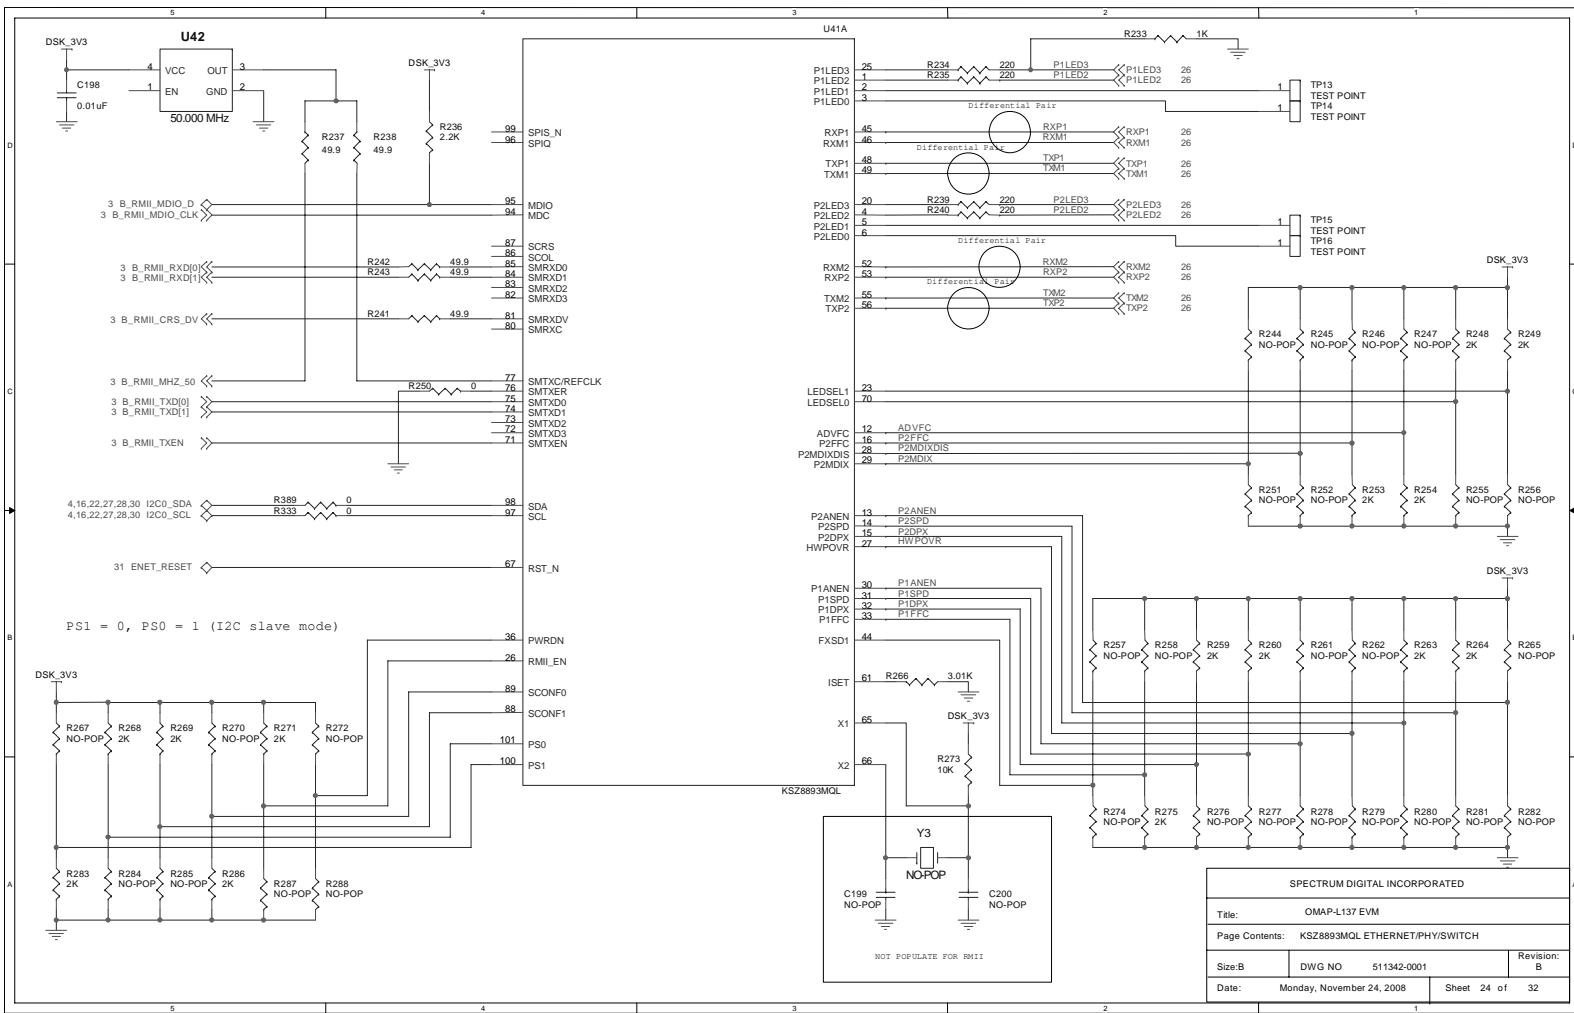 5 4 3 2 1
U42
DSK_3V3
4 VCC OUT 3
1 EN GND 2
50.000 MHz
C198
0.01uF
DSK_3V3
R237
49.9
R238
49.9
R236
2.2K
U41A
99 SPIS_N
96 SPIQ
3 B_RMII_MDIO_D 95 MDIO
3 B_RMII_MDIO_CLK 94 MDC
87 SCRS
86 SCOL
3 B_RMII_RXD[0] R242 49.9 85 SMRXD0
3 B_RMII_RXD[1] R243 49.9 84 SMRXD1
83 SMRXD2
82 SMRXD3
3 B_RMII_CRS_DV R241 49.9 81 SMRXDV
80 SMRXC
3 B_RMII_MHZ_50 77 SMTXC/REFCLK
R250 0 76 SMTXER
3 B_RMII_TXD[0] 75 SMTXD0
3 B_RMII_TXD[1] 74 SMTXD1
73 SMTXD2
72 SMTXD3
3 B_RMII_TXEN 71 SMTXEN
4,16,22,27,28,30 I2C0_SDA R389 0 98 SDA
4,16,22,27,28,30 I2C0_SCL R333 0 97 SCL
31 ENET_RESET 67 RST_N
PS1 = 0, PS0 = 1 (I2C slave mode)
36 PWRDN
26 RMII_EN
89 SCONF0
88 SCONF1
101 PS0
100 PS1
DSK_3V3
R267
NO-POP
R268
2K
R269
2K
R270
NO-POP
R271
2K
R272
NO-POP
R283
2K
R284
NO-POP
R285
NO-POP
R286
2K
R287
NO-POP
R288
NO-POP
R233 1K
P1LED3 25 R234 220 P1LED3 P1LED3 26
P1LED2 1 R235 220 P1LED2 P1LED2 26
P1LED1 2
P1LED0 3
1 TP13
TEST POINT
1 TP14
TEST POINT
Differential Pair
RXP1 45 RXP1 RXP1 26
RXM1 46 RXM1 RXM1 26
Differential Pair
TXP1 48 TXP1 TXP1 26
TXM1 49 TXM1 TXM1 26
P2LED3 20 R239 220 P2LED3 P2LED3 26
P2LED2 4 R240 220 P2LED2 P2LED2 26
P2LED1 5
P2LED0 6
1 TP15
TEST POINT
1 TP16
TEST POINT
Differential Pair
RXM2 52 RXM2 RXM2 26
RXP2 53 RXP2 RXP2 26
Differential Pair
TXM2 55 TXM2 TXM2 26
TXP2 56 TXP2 TXP2 26
DSK_3V3
R244
NO-POP
R245
NO-POP
R246
NO-POP
R247
NO-POP
R248
2K
R249
2K
LEDSEL1 23
LEDSEL0 70
ADVFC 12 ADVFC
P2FFC 16 P2FFC
P2MDIXDIS 28 P2MDIXDIS
P2MDIX 29 P2MDIX
R251
NO-POP
R252
NO-POP
R253
2K
R254
2K
R255
NO-POP
R256
NO-POP
P2ANEN 13 P2ANEN
P2SPD 14 P2SPD
P2DPX 15 P2DPX
HWPOVR 27 HWPOVR
P1ANEN 30 P1ANEN
P1SPD 31 P1SPD
P1DPX 32 P1DPX
P1FFC 33 P1FFC
FXSD1 44
ISET 61 R266 3.01K
X1 65
X2 66
KSZ8893MQL
DSK_3V3
R273
10K
Y3
NO-POP
C199
NO-POP
C200
NO-POP
NOT POPULATE FOR RMII
DSK_3V3
R257
NO-POP
R258
NO-POP
R259
2K
R260
2K
R261
NO-POP
R262
NO-POP
R263
2K
R264
2K
R265
NO-POP
R274
NO-POP
R275
2K
R276
NO-POP
R277
NO-POP
R278
NO-POP
R279
NO-POP
R280
NO-POP
R281
NO-POP
R282
NO-POP
SPECTRUM DIGITAL INCORPORATED
Title: OMAP-L137 EVM
Page Contents: KSZ8893MQL ETHERNET/PHY/SWITCH
Size:B DWG NO 511342-0001 Revision: B
Date: Monday, November 24, 2008 Sheet 24 of 32
D
C
B
A
5 4 3 2 1